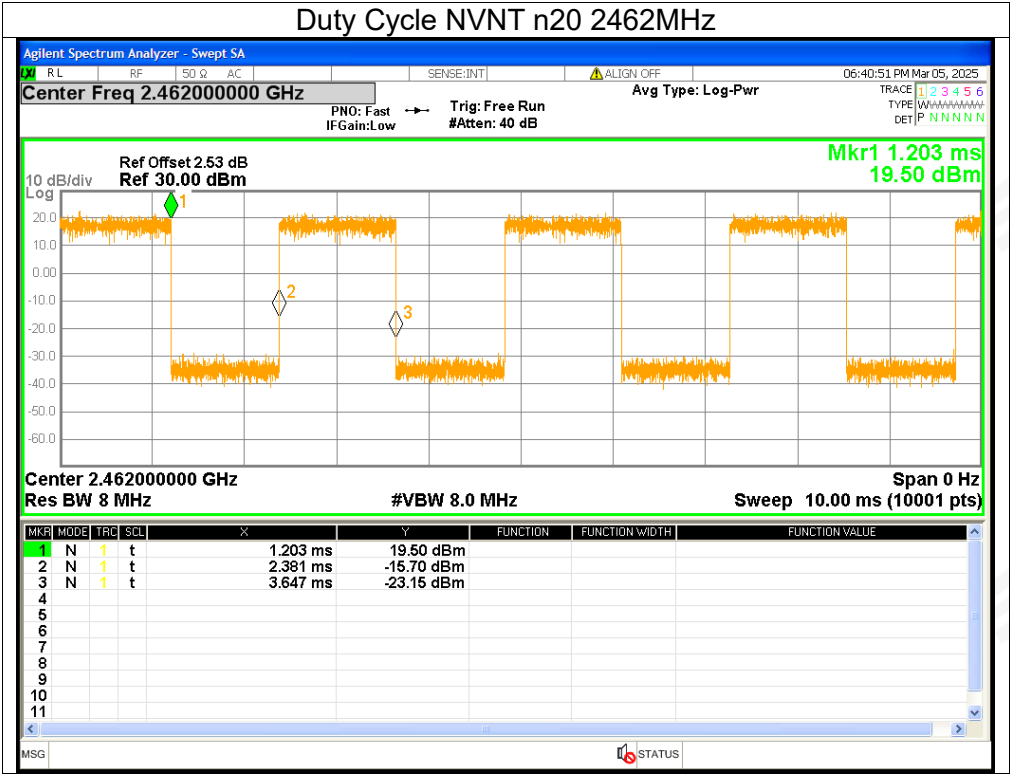 Duty Cycle NVNT n20 2462MHz
Agilent Spectrum Analyzer - Swept SA
LXI RL RF 50 Ω AC SENSE:INT ALIGN OFF 06:40:51 PM Mar 05, 2025
Center Freq 2.462000000 GHz
Avg Type: Log-Pwr
TRACE 1 2 3 4 5 6
PNO: Fast Trig: Free Run
TYPE W
IFGain:Low #Atten: 40 dB
DET P N N N N N
Mkr1 1.203 ms
19.50 dBm
Ref Offset 2.53 dB
10 dB/div Ref 30.00 dBm
Log
1
20.0
10.0
0.00
-10.0
2
-20.0
3
-30.0
-40.0
-50.0
-60.0
Center 2.462000000 GHz Span 0 Hz
Res BW 8 MHz #VBW 8.0 MHz Sweep 10.00 ms (10001 pts)
MKR MODE TRC SCL X Y FUNCTION FUNCTION WIDTH FUNCTION VALUE
1 N 1 t 1.203 ms 19.50 dBm
2 N 1 t 2.381 ms -15.70 dBm
3 N 1 t 3.647 ms -23.15 dBm
4
5
6
7
8
9
10
11
MSG STATUS